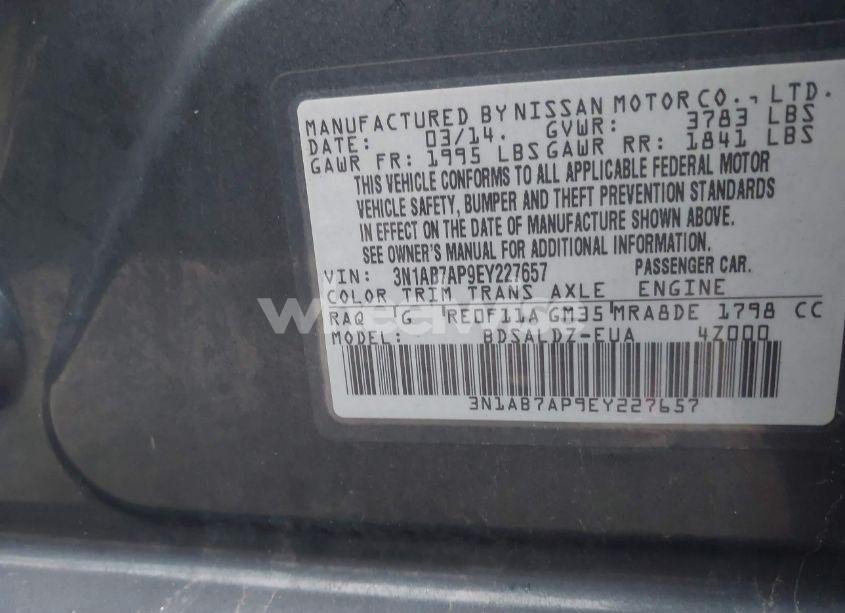 MANUFACTURED BY NISSAN MOTOR CO., LTD.
DATE: 03/14. GVWR: 3783 LBS
GAWR FR: 1995 LBS GAWR RR: 1841 LBS
THIS VEHICLE CONFORMS TO ALL APPLICABLE FEDERAL MOTOR
VEHICLE SAFETY, BUMPER AND THEFT PREVENTION STANDARDS
IN EFFECT ON THE DATE OF MANUFACTURE SHOWN ABOVE.
SEE OWNER'S MANUAL FOR ADDITIONAL INFORMATION.
VIN: 3N1AB7AP9EY227657 PASSENGER CAR.
COLOR TRIM TRANS AXLE ENGINE
RAQ G RE0F11A GM35 MRA8DE 1798 CC
MODEL: BDSALDZ-EUA 4Z000
3N1AB7AP9EY227657